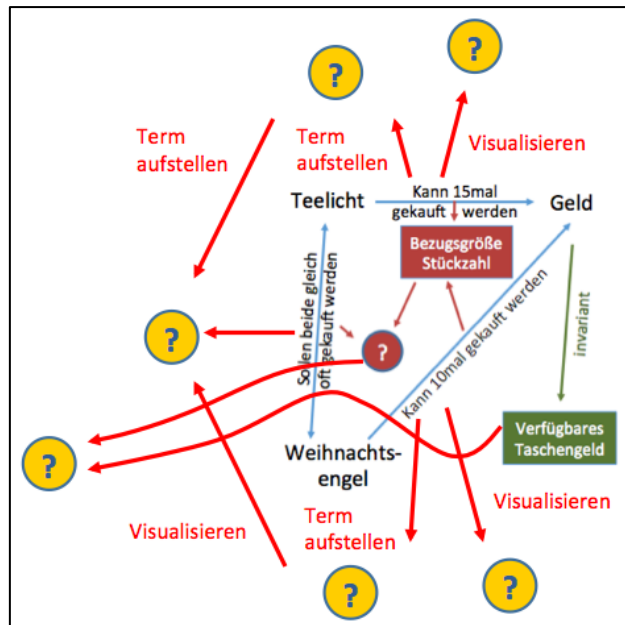 ?
?
Term
aufstellen
Term
aufstellen
Visualisieren
Teelicht
Kann 15mal
gekauft werden
Geld
Bezugsgröße
Stückzahl
Sollen beide gleich
oft gekauft werden
?
?
Kann 10mal gekauft werden
invariant
?
Weihnachts-
engel
Verfügbares
Taschengeld
Visualisieren
Term
aufstellen
Visualisieren
?
?